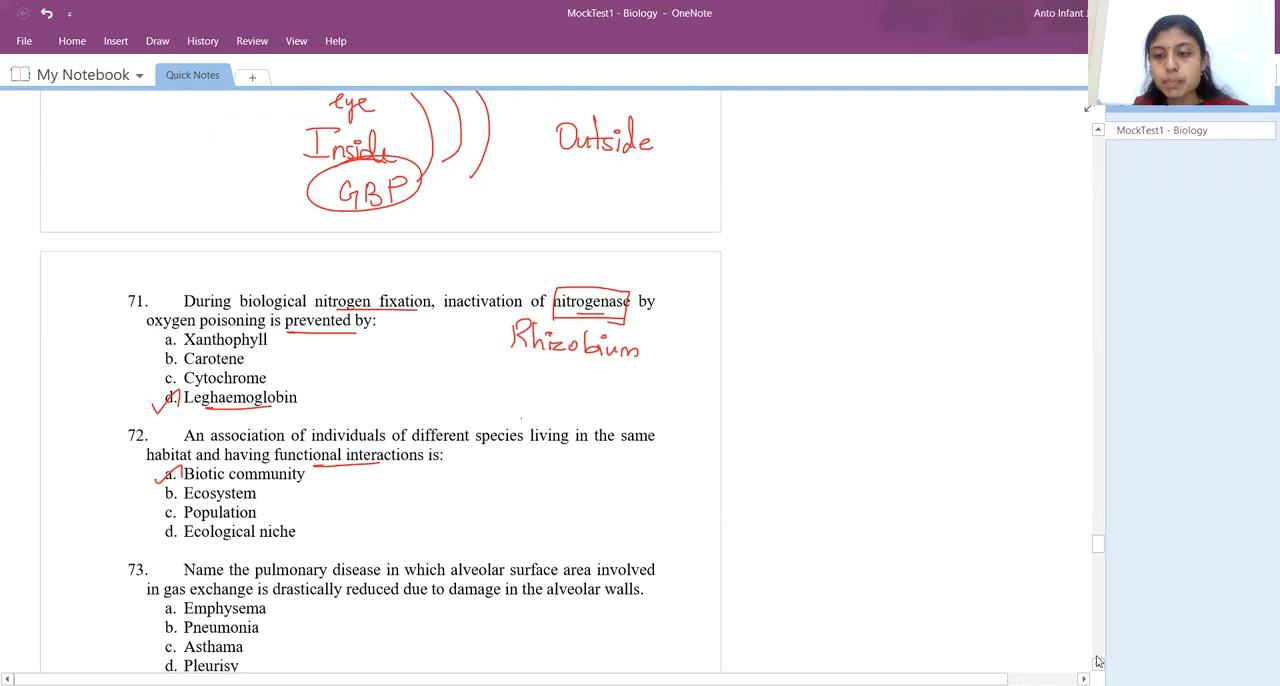 MockTest1 - Biology - OneNote
Anto Infant J
File Home Insert Draw History Review View Help
My Notebook Quick Notes +
MockTest1 - Biology
eye
Inside
GBP
Outside
71. During biological nitrogen fixation, inactivation of nitrogenase by
oxygen poisoning is prevented by:
Rhizobium
a. Xanthophyll
b. Carotene
c. Cytochrome
d. Leghaemoglobin
72. An association of individuals of different species living in the same
habitat and having functional interactions is:
a. Biotic community
b. Ecosystem
c. Population
d. Ecological niche
73. Name the pulmonary disease in which alveolar surface area involved
in gas exchange is drastically reduced due to damage in the alveolar walls.
a. Emphysema
b. Pneumonia
c. Asthama
d. Pleurisy